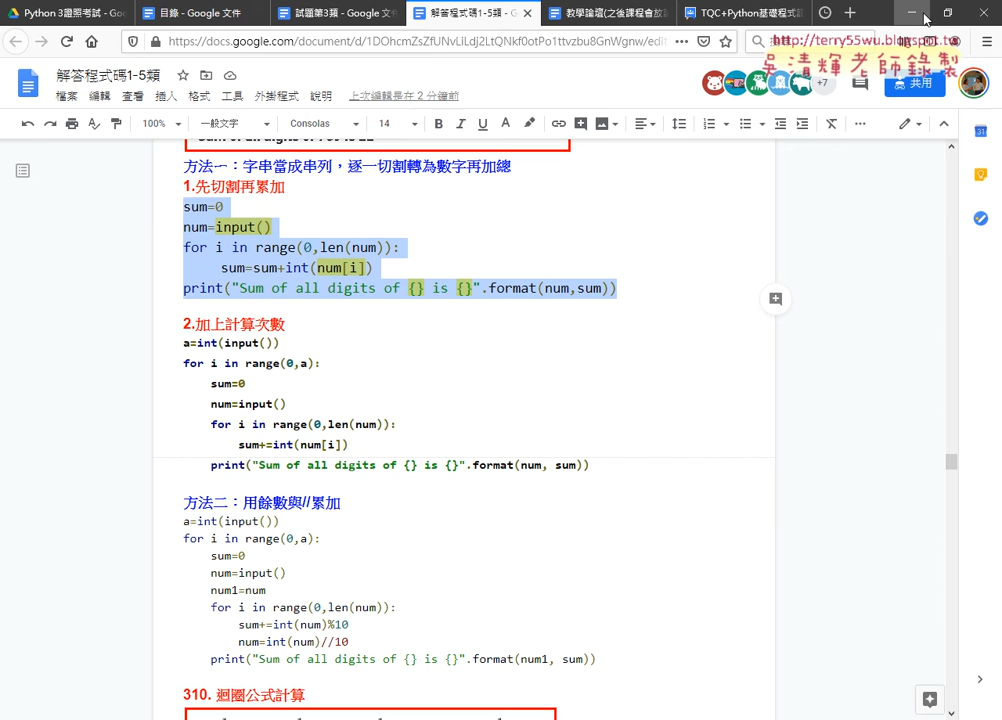 Python 3證照考試 - Goo
目錄 - Google 文件
試題第3類 - Google 文
解答程式碼1-5類 - G
教學論壇(之後課程會放
TQC+Python基礎程式
https://docs.google.com/document/d/1DOhcmZsZfUNvLiLdj2LtQNkf0otPo1ttvzbu8GnWgnw/edi
http://terry55wu.blogspot.tw
吳清輝老師錄製
解答程式碼1-5類
檔案 編輯 查看 插入 格式 工具 外掛程式 說明 上次編輯是在 2 分鐘前
+7
共用
100% 一般文字 Consolas 14 B I U A
31
方法一：字串當成串列，逐一切割轉為數字再加總
1.先切割再累加
sum=0
num=input()
for i in range(0,len(num)):
sum=sum+int(num[i])
print("Sum of all digits of {} is {}".format(num,sum))
2.加上計算次數
a=int(input())
for i in range(0,a):
sum=0
num=input()
for i in range(0,len(num)):
sum+=int(num[i])
print("Sum of all digits of {} is {}".format(num, sum))
方法二：用餘數與//累加
a=int(input())
for i in range(0,a):
sum=0
num=input()
num1=num
for i in range(0,len(num)):
sum+=int(num)%10
num=int(num)//10
print("Sum of all digits of {} is {}".format(num1, sum))
310. 迴圈公式計算